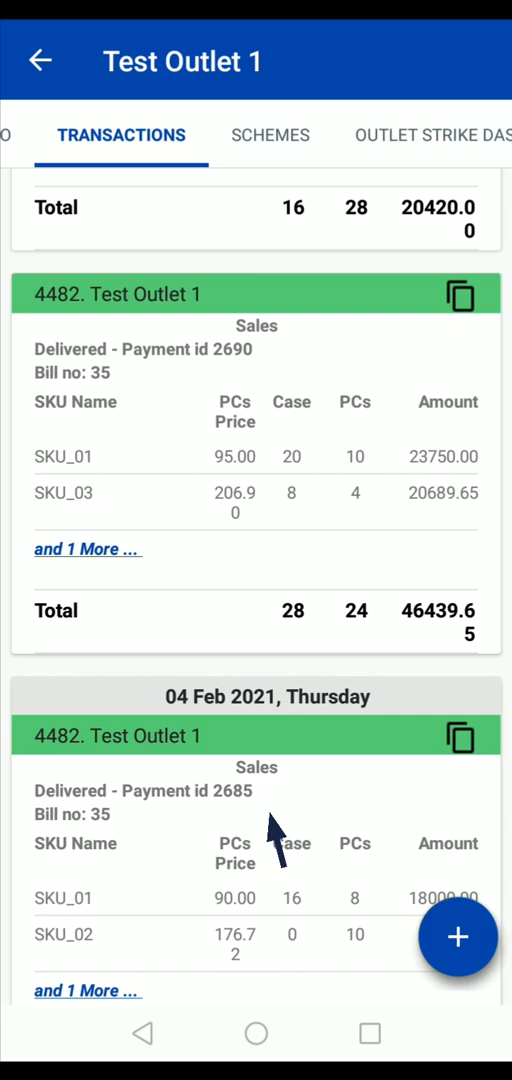 Test Outlet 1
O TRANSACTIONS SCHEMES OUTLET STRIKE DAS
Total 16 28 20420.0
0
4482. Test Outlet 1
Sales
Delivered - Payment id 2690
Bill no: 35
SKU Name PCs Case PCs Amount
Price
SKU_01 95.00 20 10 23750.00
SKU_03 206.9 8 4 20689.65
0
and 1 More ...
Total 28 24 46439.6
5
04 Feb 2021, Thursday
4482. Test Outlet 1
Sales
Delivered - Payment id 2685
Bill no: 35
SKU Name PCs Case PCs Amount
Price
SKU_01 90.00 16 8 18000.00
SKU_02 176.7 0 10
2
and 1 More ...